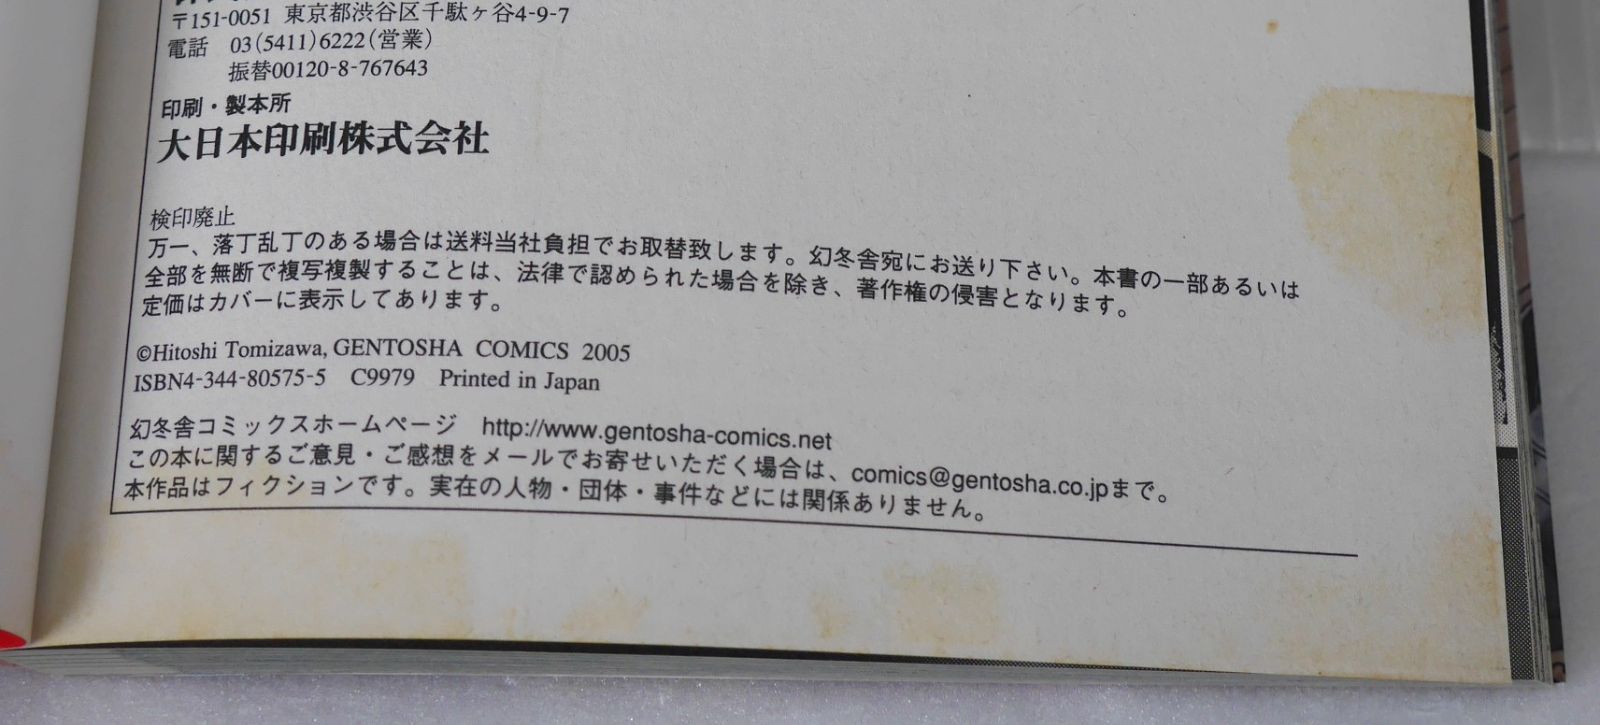 〒151-0051 東京都渋谷区千駄ヶ谷4-9-7
電話 03(5411)6222(営業)
振替00120-8-767643
印刷・製本所
大日本印刷株式会社
検印廃止
万一、落丁乱丁のある場合は送料当社負担でお取替致します。幻冬舎宛にお送り下さい。本書の一部あるいは
全部を無断で複写複製することは、法律で認められた場合を除き、著作権の侵害となります。
定価はカバーに表示してあります。
©Hitoshi Tomizawa, GENTOSHA COMICS 2005
ISBN4-344-80575-5 C9979 Printed in Japan
幻冬舎コミックスホームページ http://www.gentosha-comics.net
この本に関するご意見・ご感想をメールでお寄せいただく場合は、comics@gentosha.co.jpまで。
本作品はフィクションです。実在の人物・団体・事件などには関係ありません。